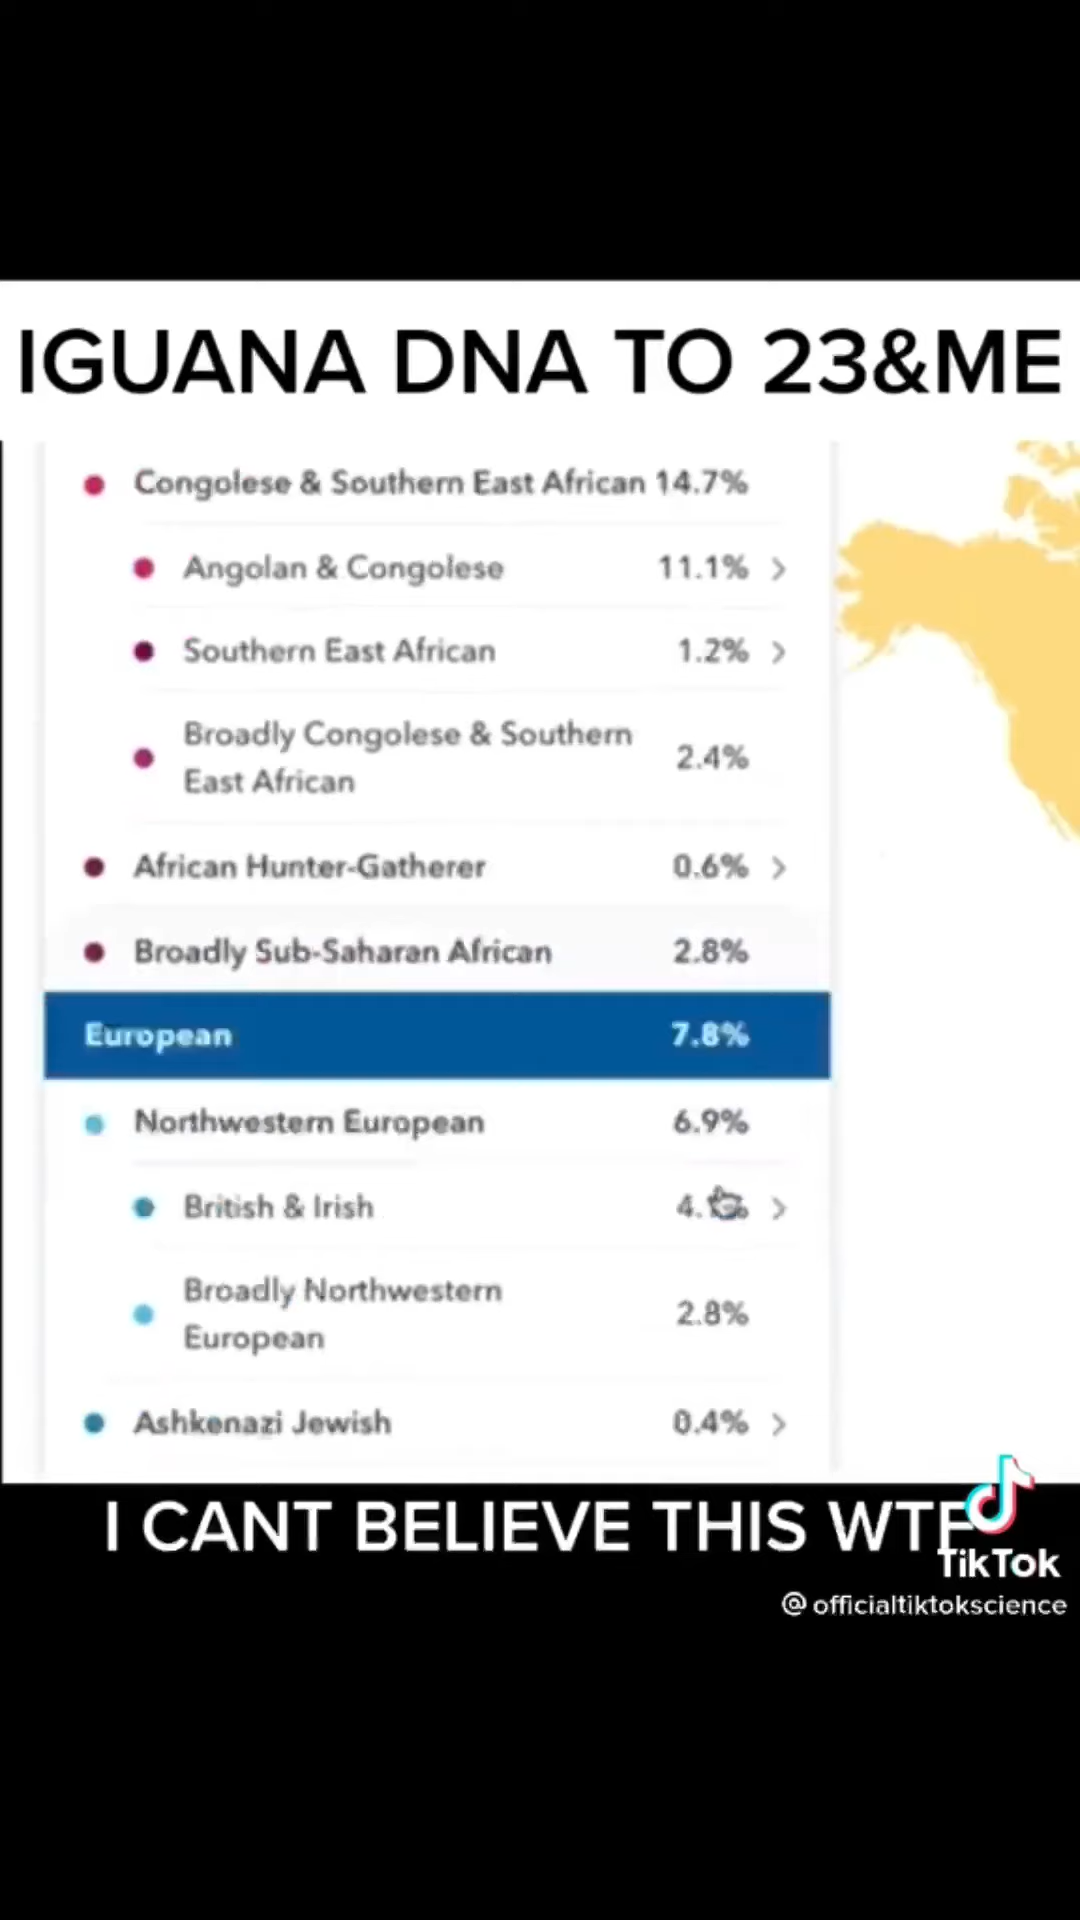 IGUANA DNA TO 23&ME
Congolese & Southern East African 14.7%
Angolan & Congolese 11.1%
Southern East African 1.2%
Broadly Congolese & Southern
East African 2.4%
African Hunter-Gatherer 0.6%
Broadly Sub-Saharan African 2.8%
European 7.8%
Northwestern European 6.9%
British & Irish
Broadly Northwestern
European 2.8%
Ashkenazi Jewish 0.4%
I CANT BELIEVE THIS WTF
TikTok
@officialtiktokscience